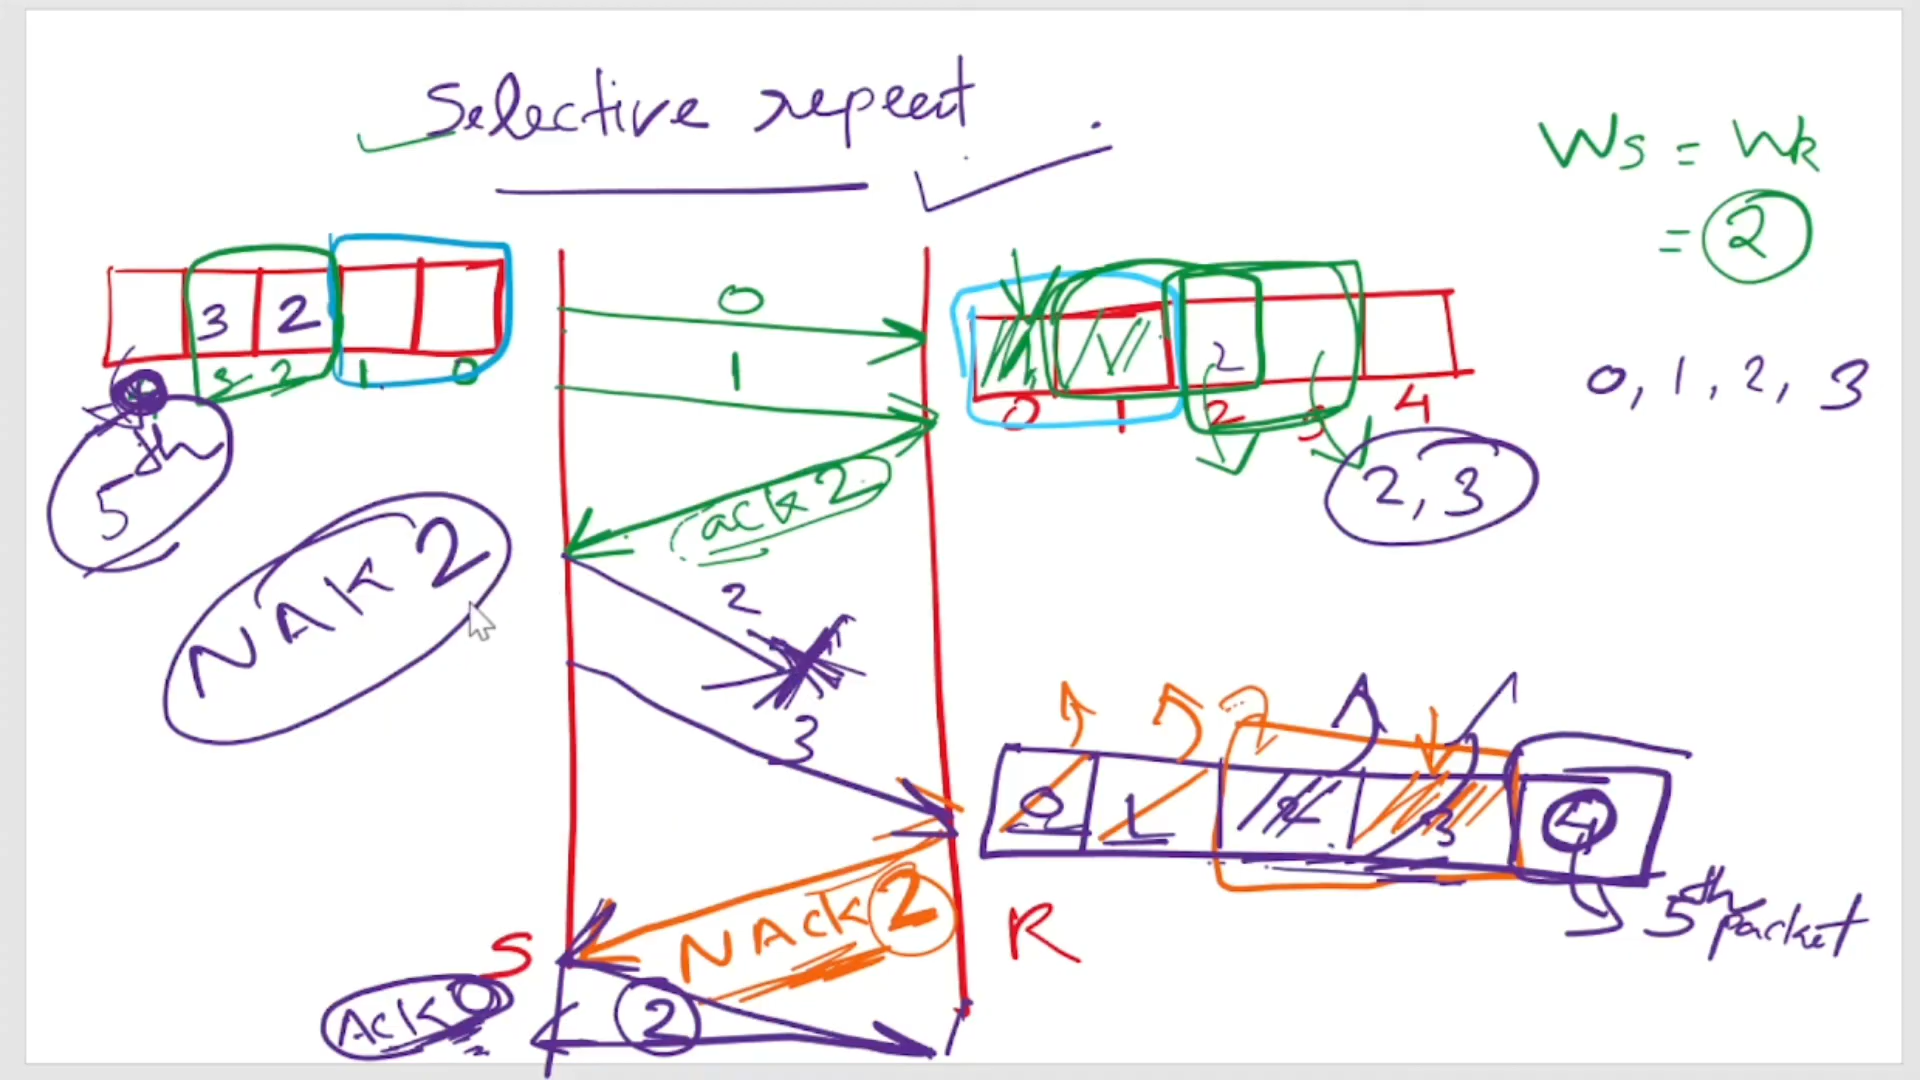 Selective repeat
Ws = WR
= 2
0, 1, 2, 3
3 2
3 2 1 0
5th
0
1
ack 2
2
0 1 2 3 4
2, 3
NAK 2
2
3
0 1 2 3 4
5th packet
NAck 2
S
R
Ack 0
2